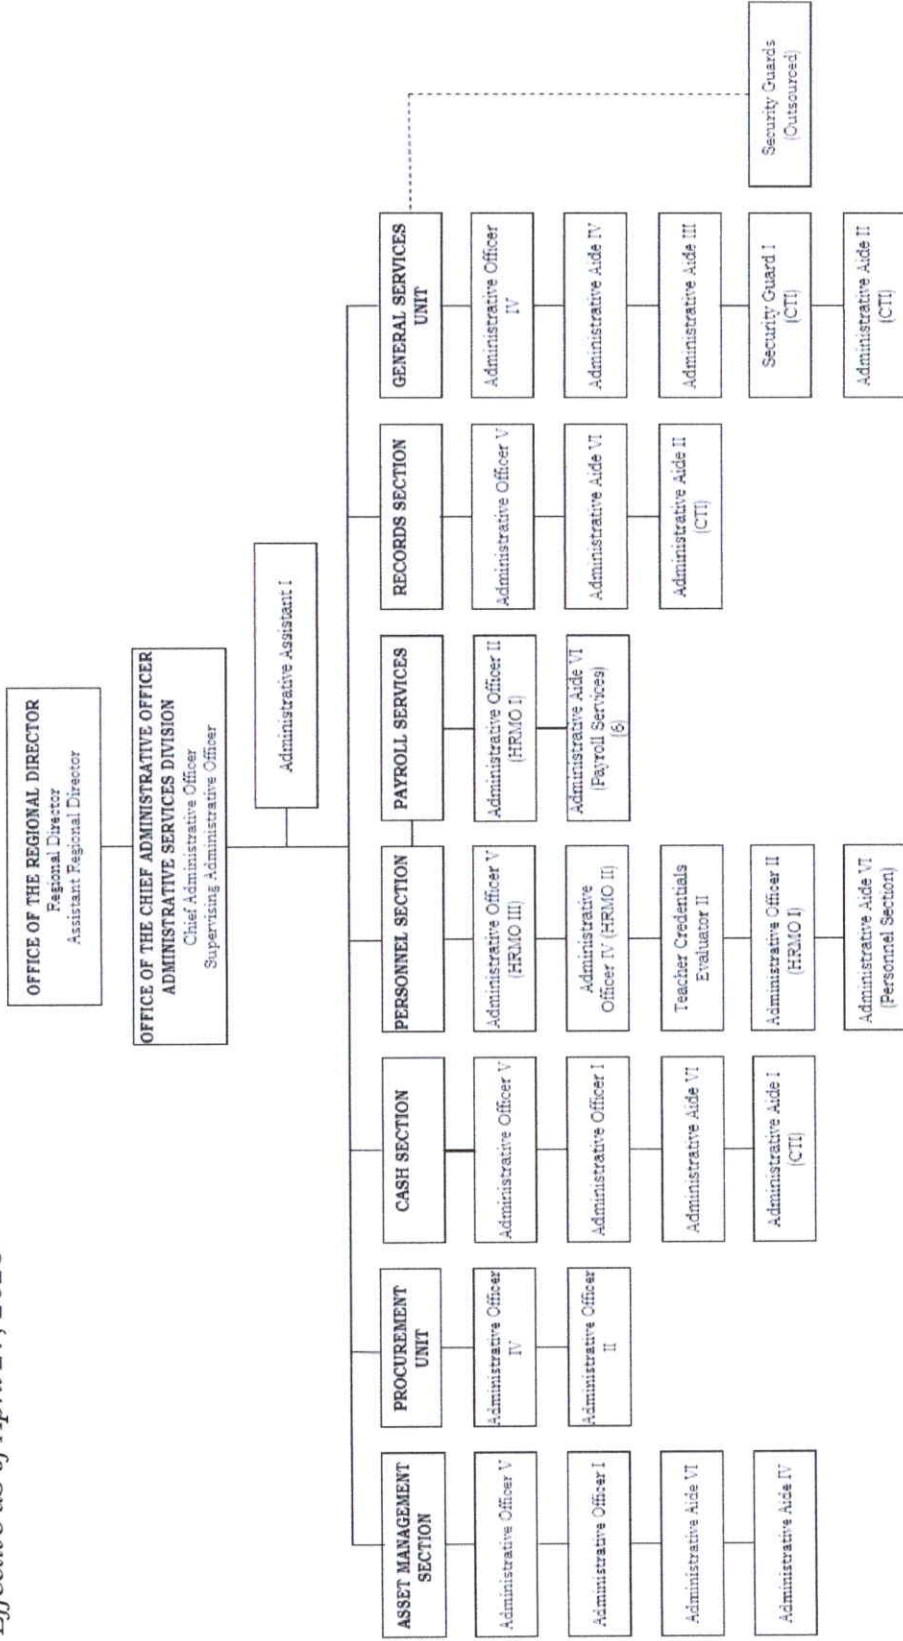 Effective as of April
OFFICE OF THE REGIONAL DIRECTOR
Regional Director
Assistant Regional Director
OFFICE OF THE CHIEF ADMINISTRATIVE OFFICER
ADMINISTRATIVE SERVICES DIVISION
Chief Administrative Officer
Supervising Administrative Officer
Administrative Assistant I
ASSET MANAGEMENT
SECTION
Administrative Officer V
Administrative Officer I
Administrative Aide VI
Administrative Aide IV
PROCUREMENT
UNIT
Administrative Officer
IV
Administrative Officer
II
CASH SECTION
Administrative Officer V
Administrative Officer I
Administrative Aide VI
Administrative Aide I
(CTI)
PERSONNEL SECTION
Administrative Officer V
(HRMO III)
Administrative
Officer IV (HRMO II)
Teacher Credentials
Evaluator II
Administrative Officer II
(HRMO I)
Administrative Aide VI
(Personnel Section)
PAYROLL SERVICES
Administrative Officer II
(HRMO I)
Administrative Aide VI
(Payroll Services)
(6)
RECORDS SECTION
Administrative Officer V
Administrative Aide VI
Administrative Aide II
(CTI)
GENERAL SERVICES
UNIT
Administrative Officer
IV
Administrative Aide IV
Administrative Aide III
Security Guard I
(CTI)
Administrative Aide II
(CTI)
Security Guards
(Outsourced)